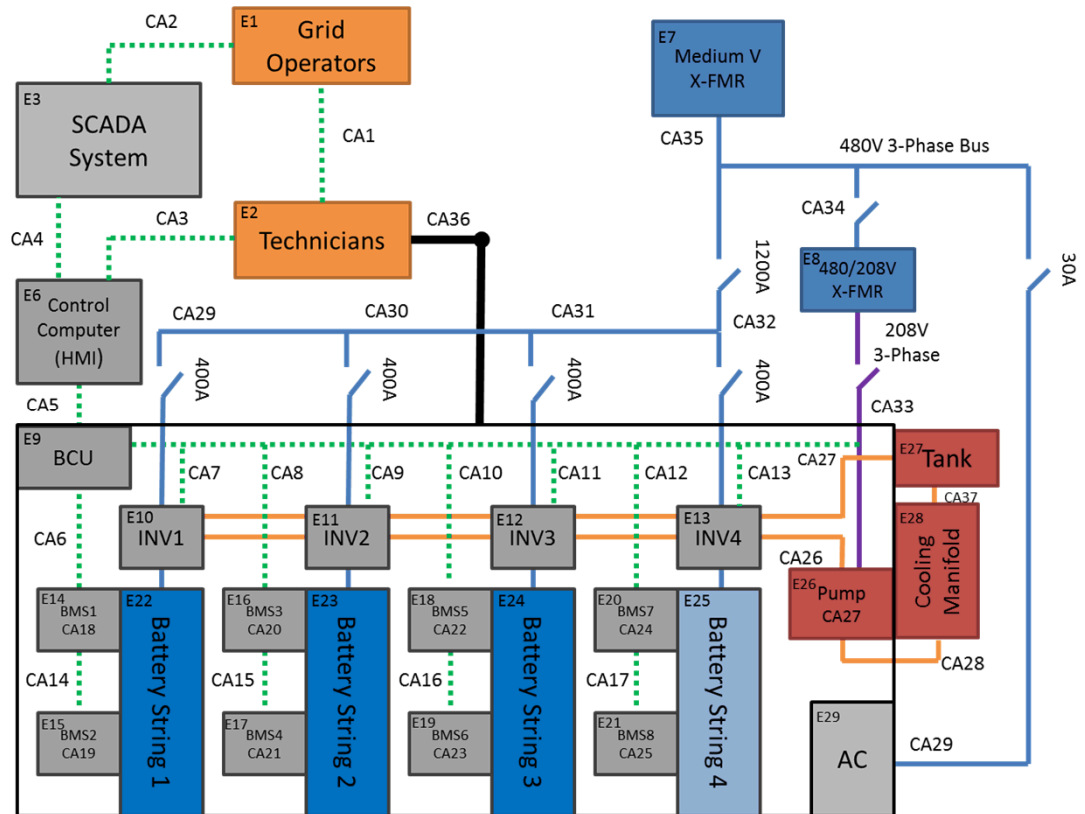 CA2
E1
Grid
Operators
E7
Medium V
X-FMR
E3
SCADA
System
CA1
CA35
480V 3-Phase Bus
CA4
CA3
E2
Technicians
CA36
CA34
E6
Control
Computer
(HMI)
1200A
E8
480/208V
X-FMR
30A
CA29
CA30
CA31
CA32
208V
3-Phase
400A
400A
400A
400A
CA5
CA33
E9
BCU
CA7
CA8
CA9
CA10
CA11
CA12
CA13
CA27
E27
Tank
CA37
CA6
E10
INV1
E11
INV2
E12
INV3
E13
INV4
E28
Cooling
Manifold
CA26
E26
Pump
CA27
E14
BMS1
CA18
E22
Battery String 1
E16
BMS3
CA20
E23
Battery String 2
E18
BMS5
CA22
E24
Battery String 3
E20
BMS7
CA24
E25
Battery String 4
CA28
CA14
CA15
CA16
CA17
E15
BMS2
CA19
E17
BMS4
CA21
E19
BMS6
CA23
E21
BMS8
CA25
E29
AC
CA29